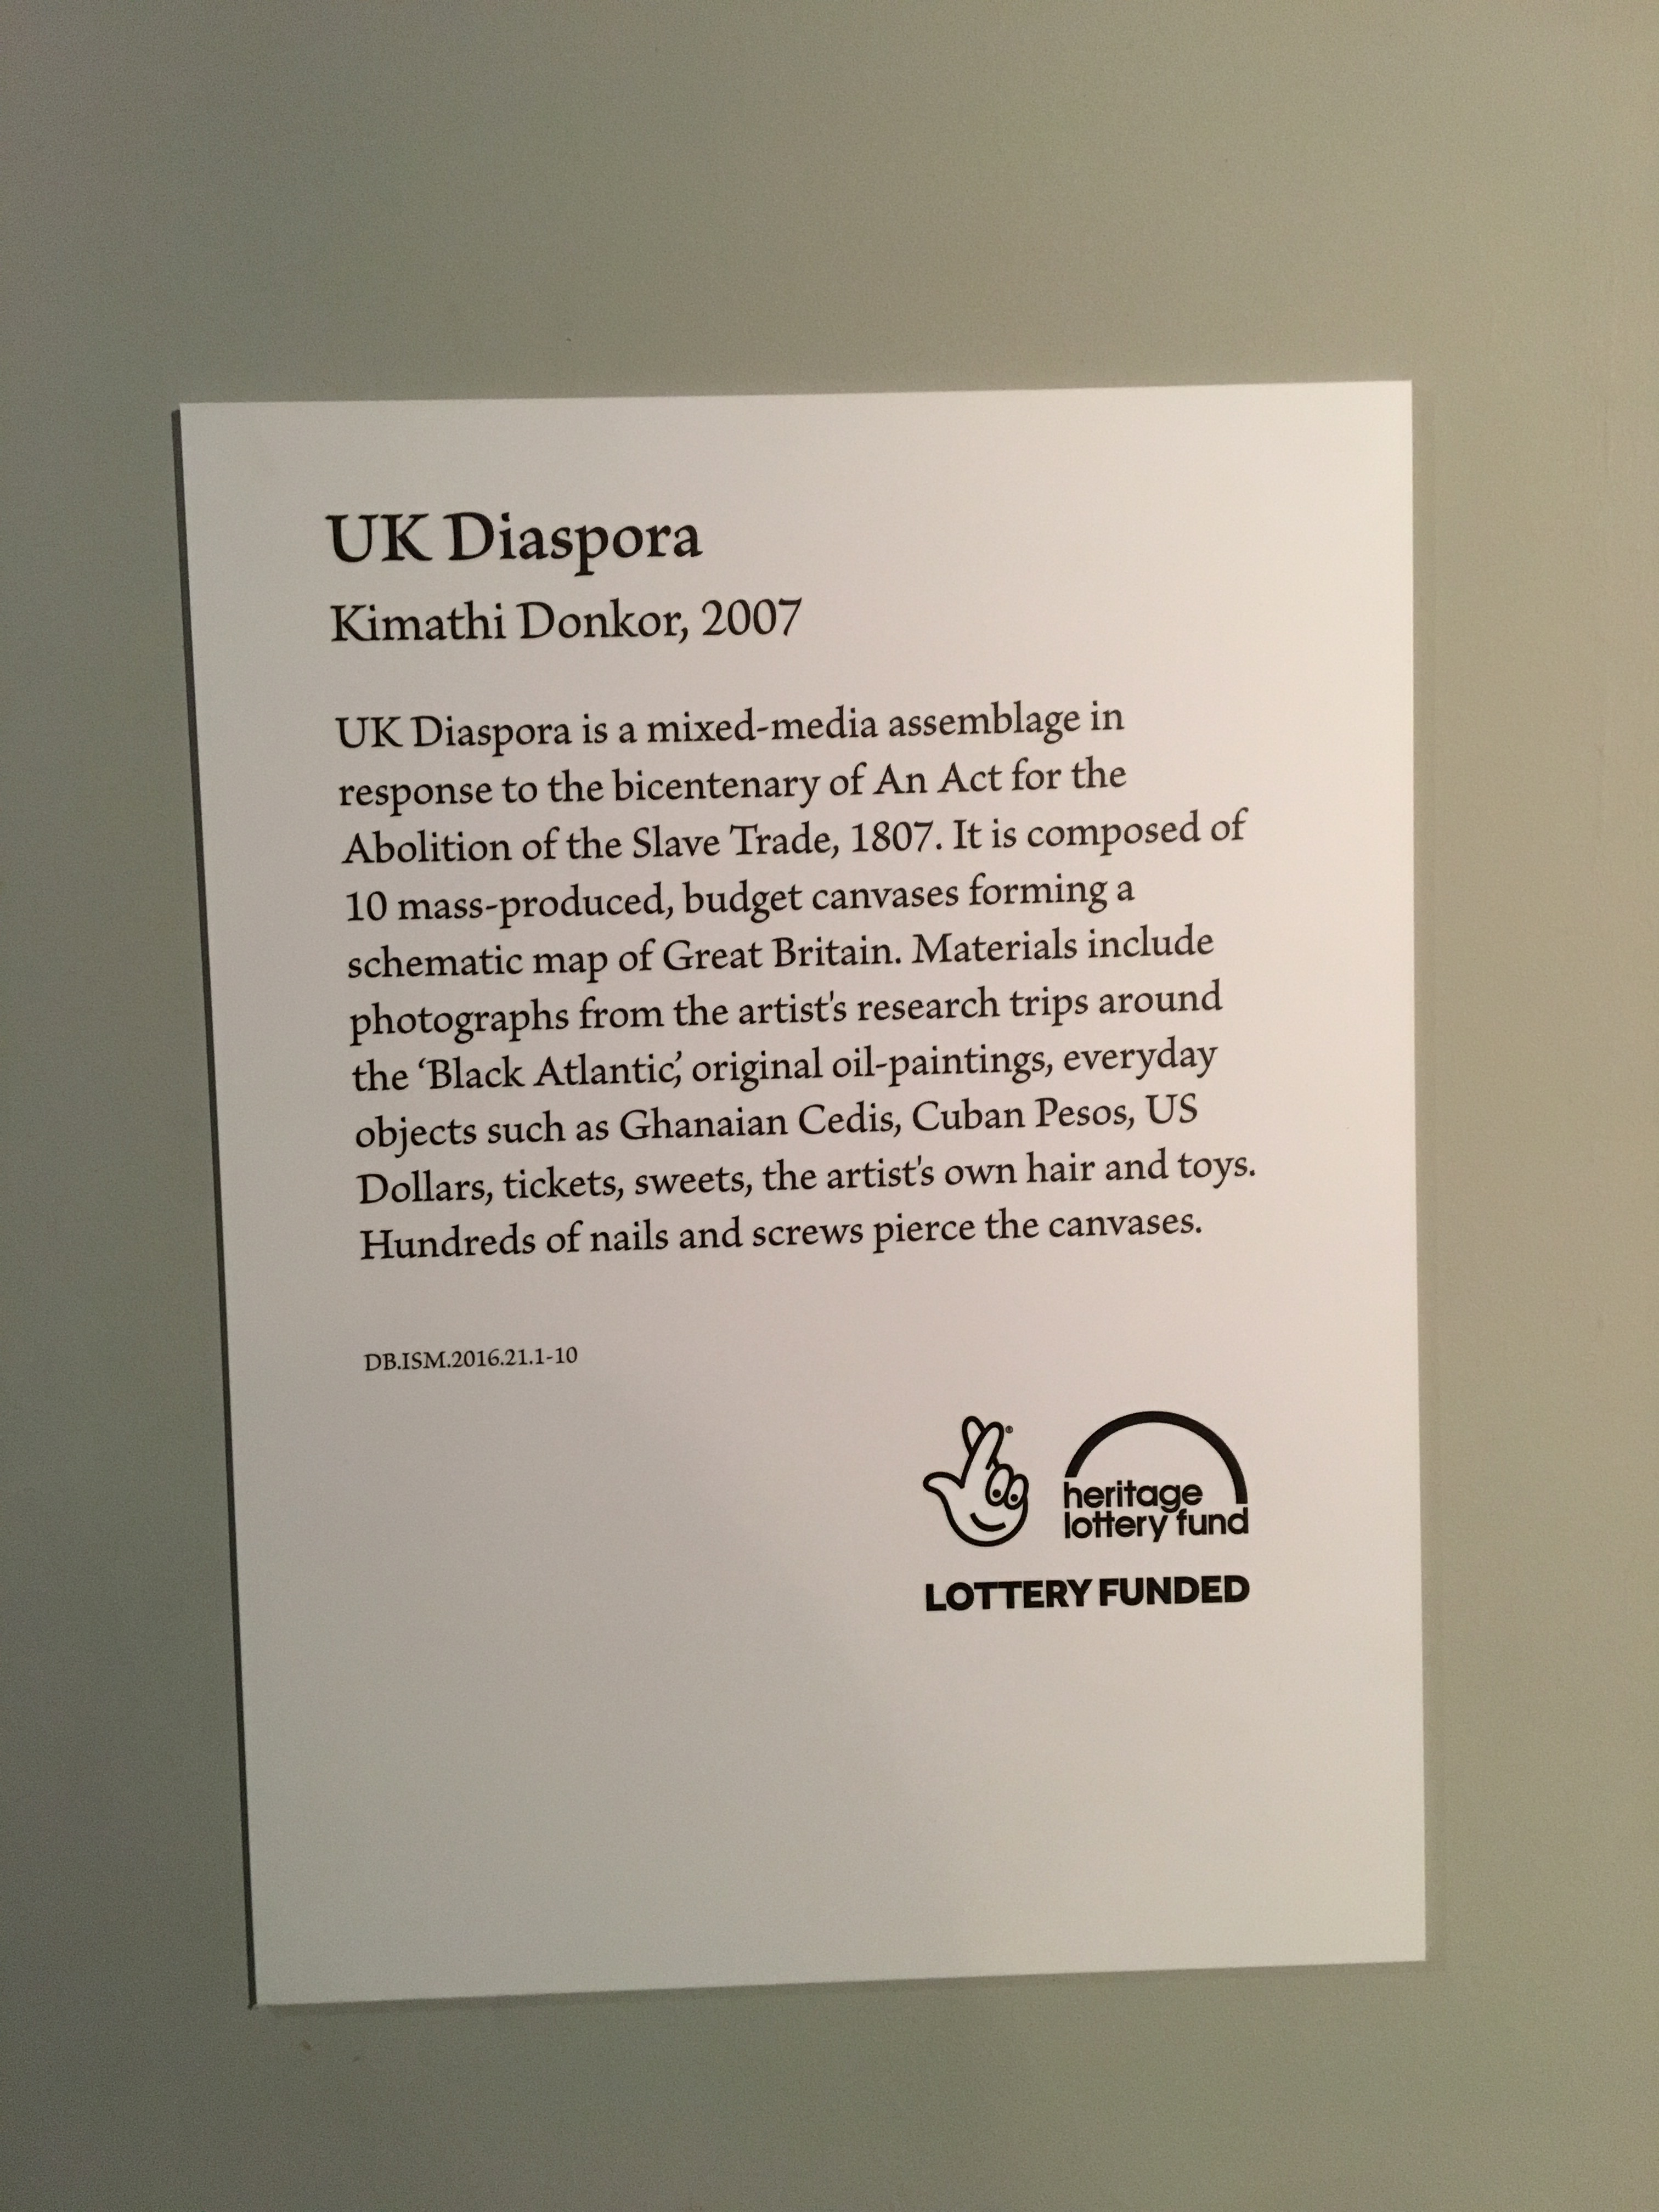 UK Diaspora
Kimathi Donkor, 2007
UK Diaspora is a mixed-media assemblage in
response to the bicentenary of An Act for the
Abolition of the Slave Trade, 1807. It is composed of
10 mass-produced, budget canvases forming a
schematic map of Great Britain. Materials include
photographs from the artist's research trips around
the ‘Black Atlantic’, original oil-paintings, everyday
objects such as Ghanaian Cedis, Cuban Pesos, US
Dollars, tickets, sweets, the artist's own hair and toys.
Hundreds of nails and screws pierce the canvases.
DB.ISM.2016.21.1-10
heritage
lottery fund
LOTTERY FUNDED